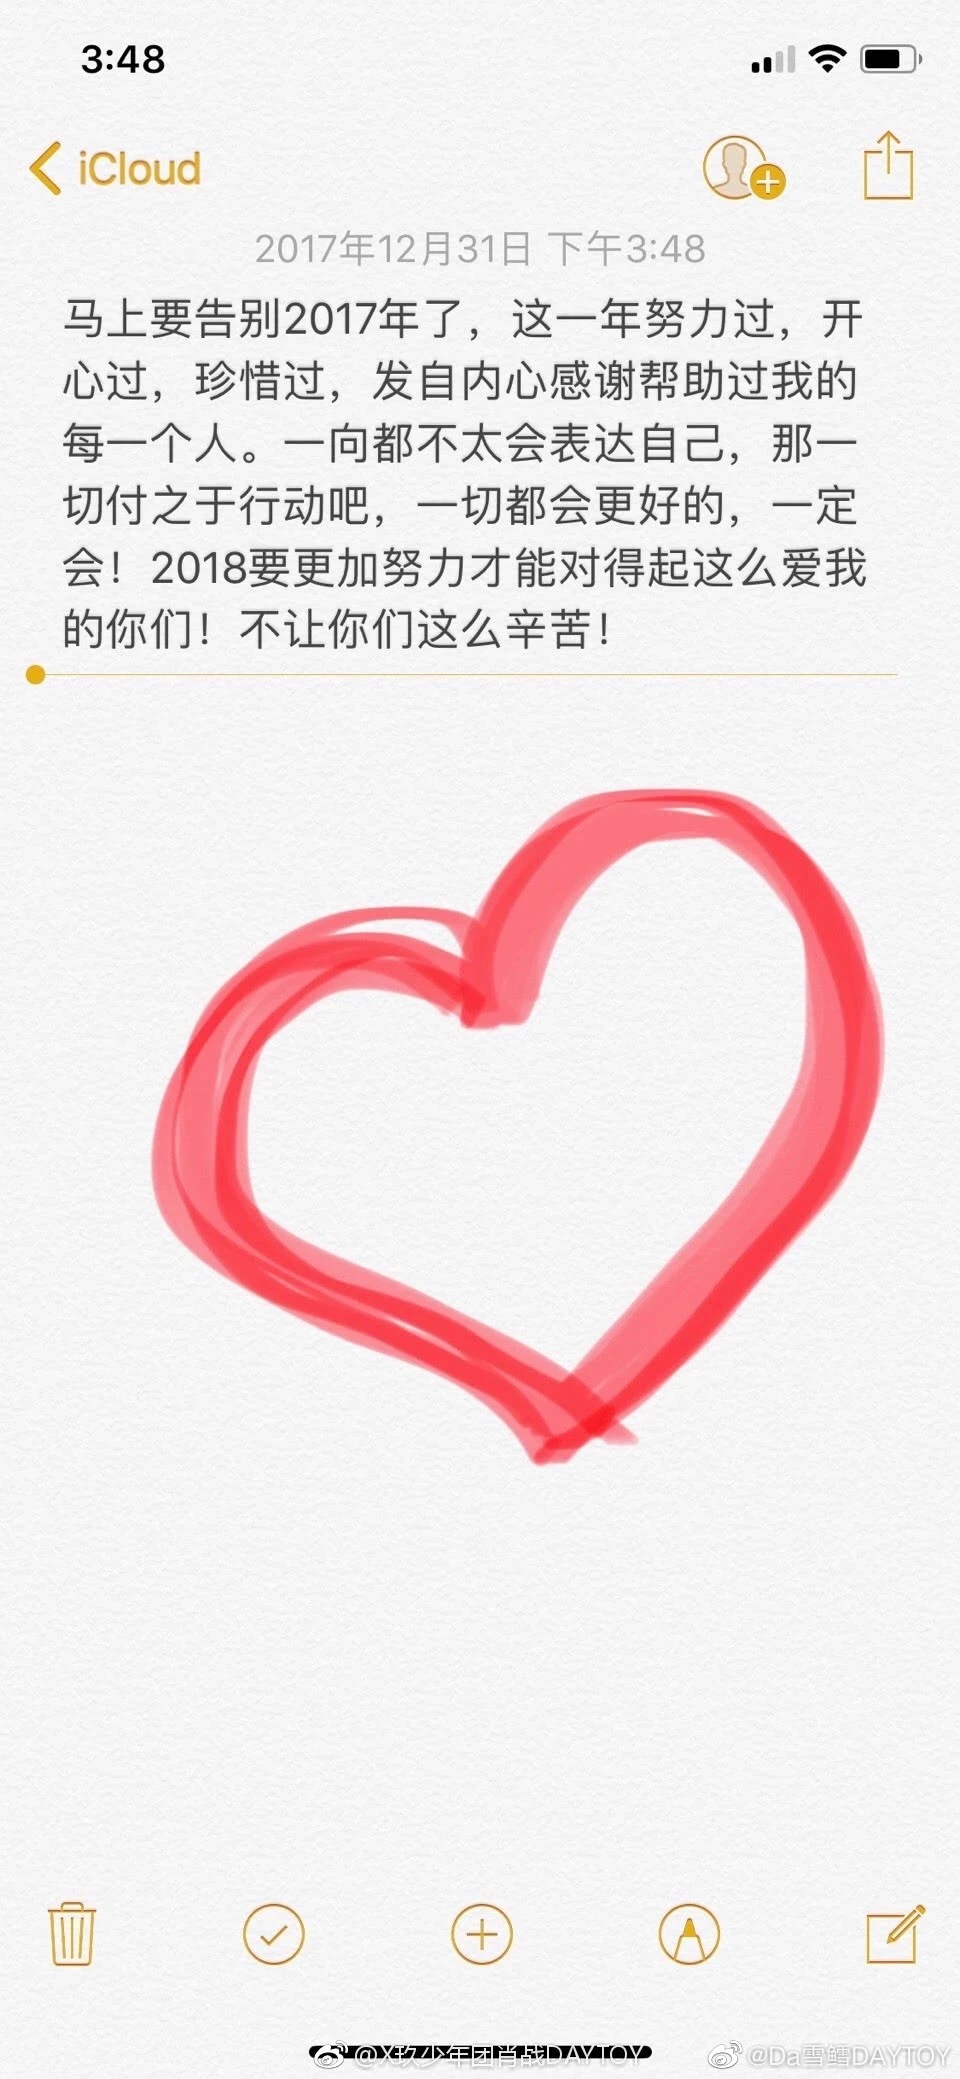 3:48
iCloud
2017年12月31日 下午3:48
马上要告别2017年了，这一年努力过，开
心过，珍惜过，发自内心感谢帮助过我的
每一个人。一向都不太会表达自己，那一
切付之于行动吧，一切都会更好的，一定
会！2018要更加努力才能对得起这么爱我
的你们！不让你们这么辛苦！
@X玖少年团肖战DAYTOY
@Da雪鳕DAYTOY